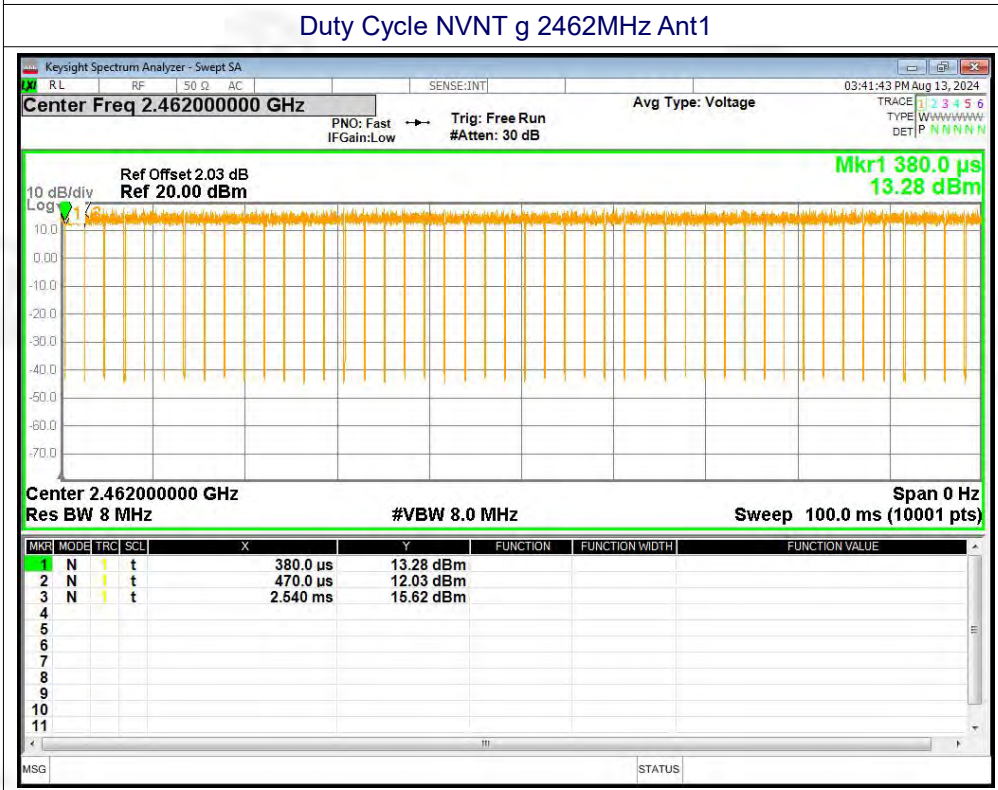 Duty Cycle NVNT g 2462MHz Ant1
Keysight Spectrum Analyzer - Swept SA
LXI RL RF 50 Ω AC SENSE:INT 03:41:43 PM Aug 13, 2024
Center Freq 2.462000000 GHz Avg Type: Voltage TRACE 1 2 3 4 5 6
PNO: Fast Trig: Free Run TYPE WWWWWWW
IFGain:Low #Atten: 30 dB DET P N N N N N
Mkr1 380.0 µs
Ref Offset 2.03 dB
10 dB/div Ref 20.00 dBm 13.28 dBm
Log
10.0
0.00
-10.0
-20.0
-30.0
-40.0
-50.0
-60.0
-70.0
Center 2.462000000 GHz Span 0 Hz
Res BW 8 MHz #VBW 8.0 MHz Sweep 100.0 ms (10001 pts)
MKR MODE TRC SCL X Y FUNCTION FUNCTION WIDTH FUNCTION VALUE
1 N 1 t 380.0 µs 13.28 dBm
2 N 1 t 470.0 µs 12.03 dBm
3 N 1 t 2.540 ms 15.62 dBm
4
5
6
7
8
9
10
11
MSG STATUS